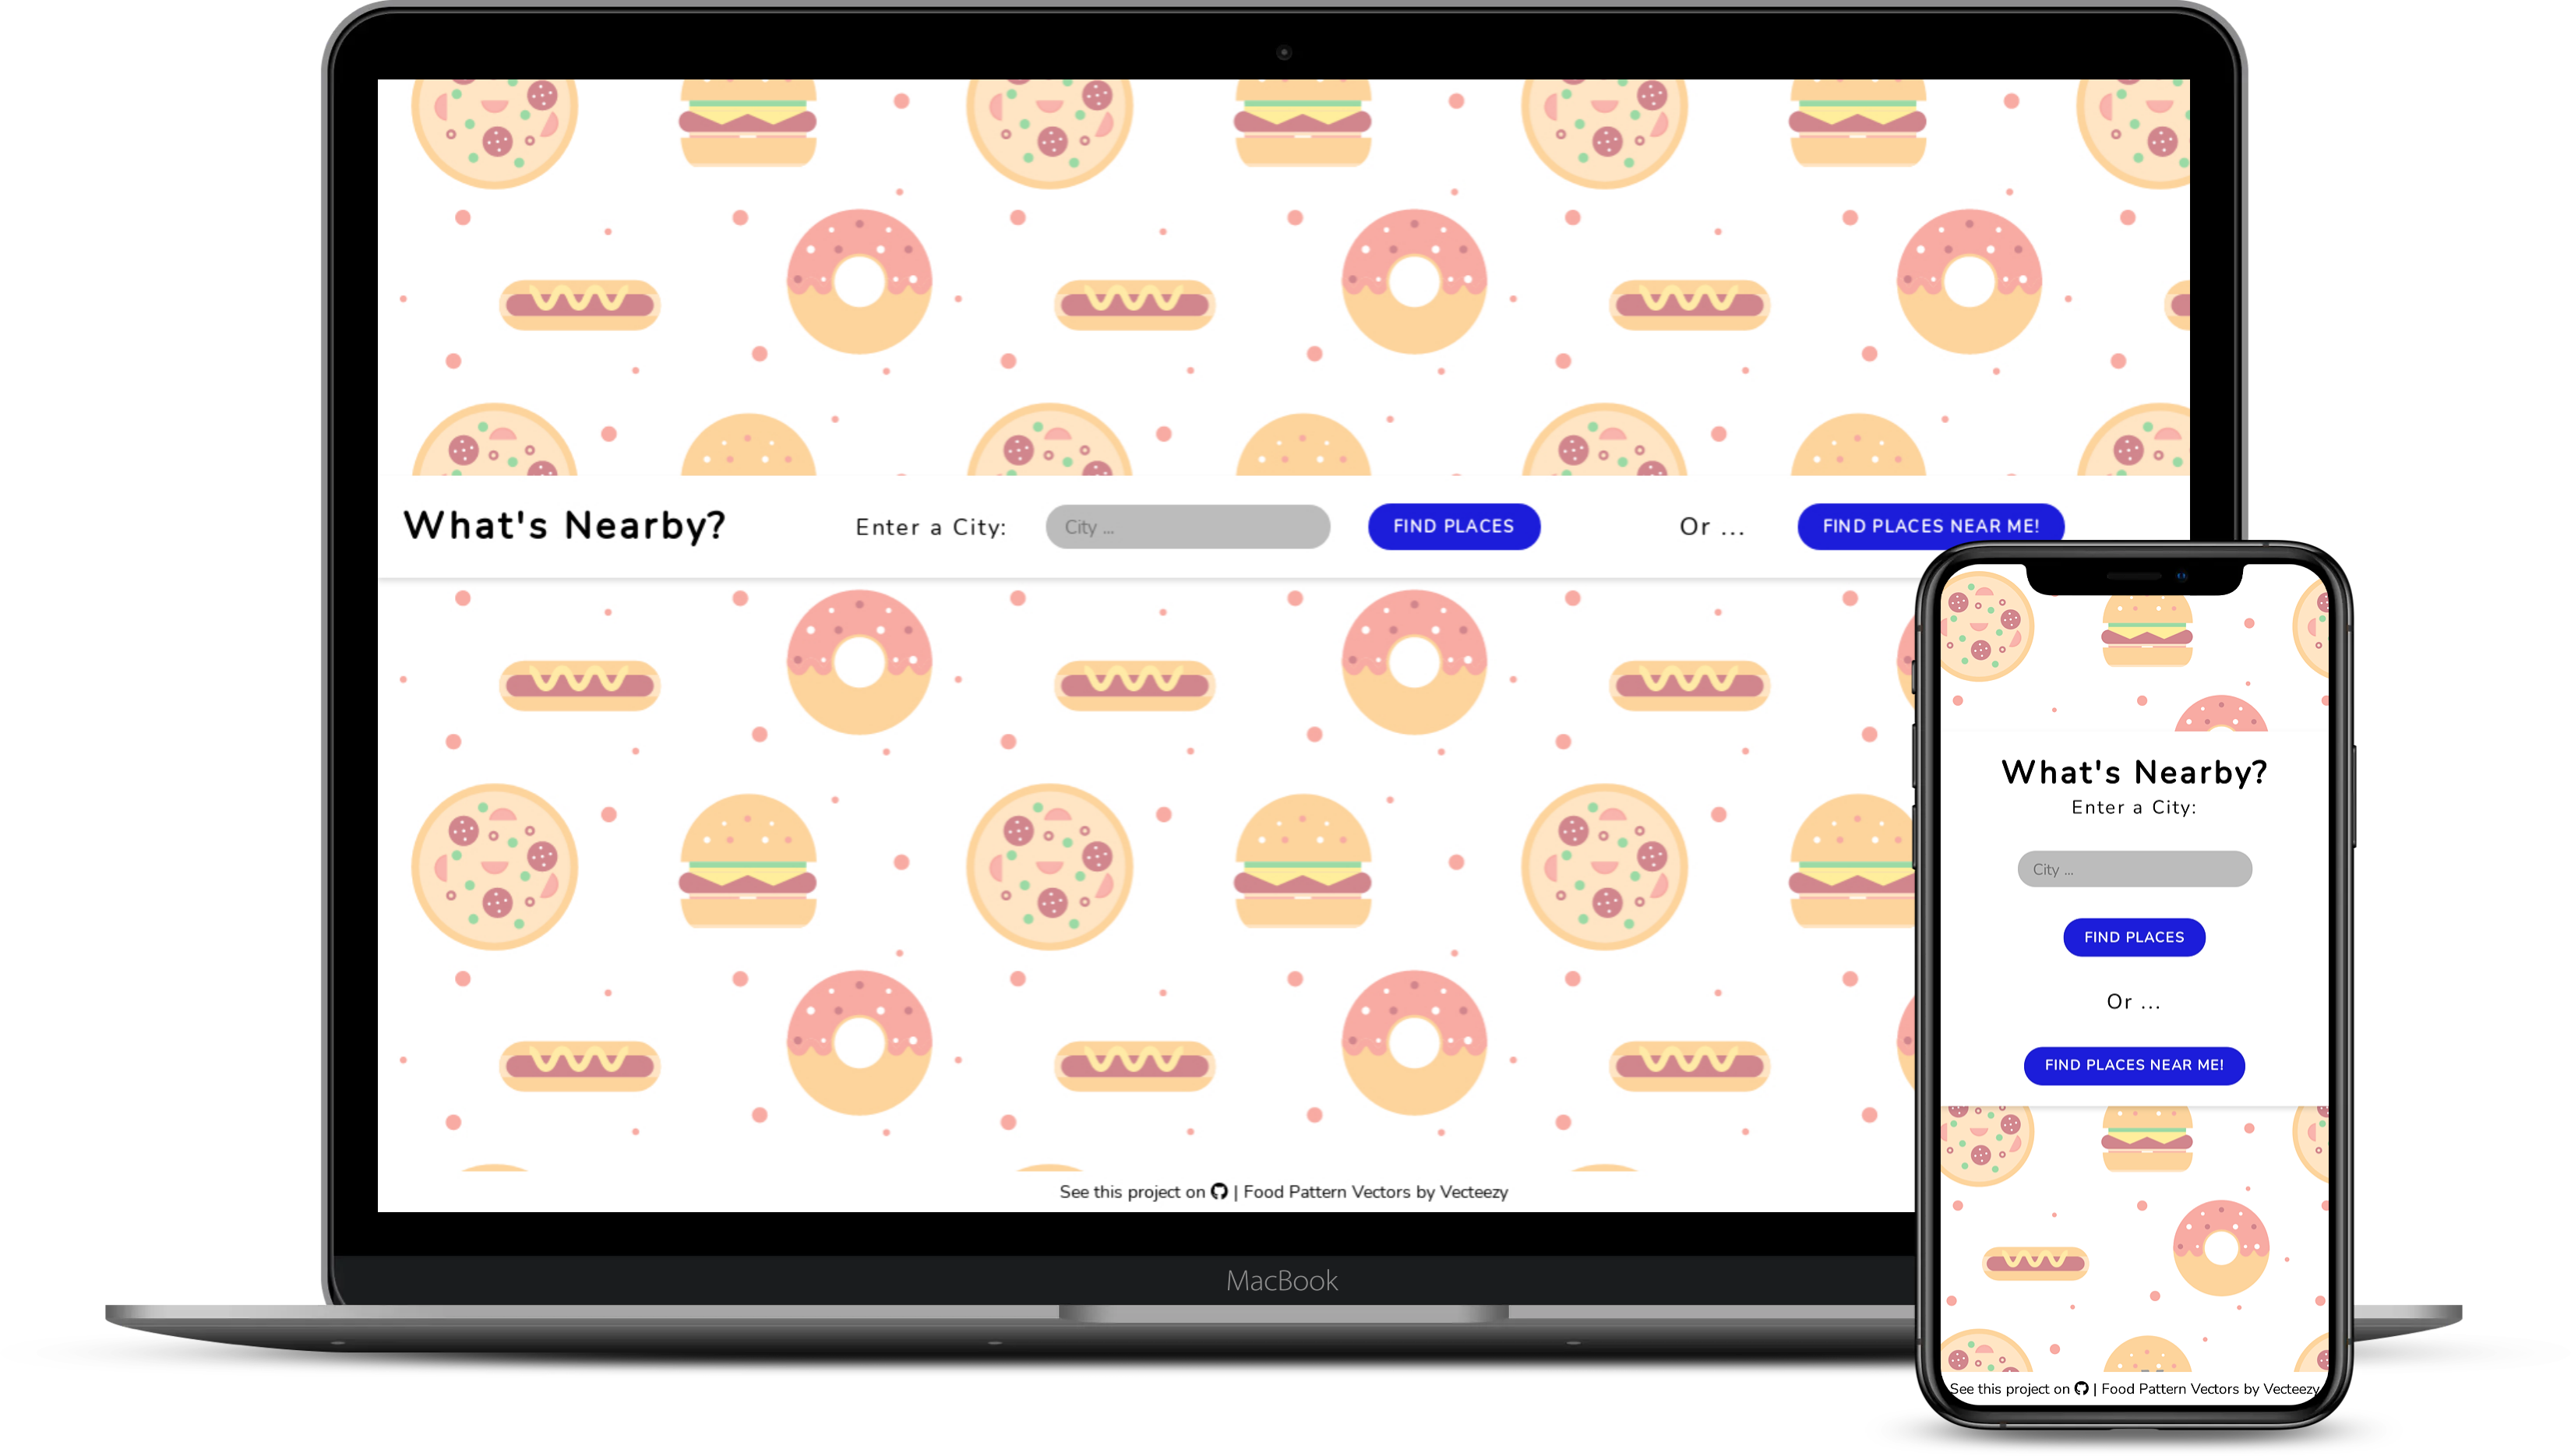 What's Nearby? Enter a City: City ... FIND PLACES Or ... FIND PLACES NEAR ME!
See this project on | Food Pattern Vectors by Vecteezy
MacBook
What's Nearby?
Enter a City:
City ...
FIND PLACES
Or ...
FIND PLACES NEAR ME!
See this project on | Food Pattern Vectors by Vecteezy